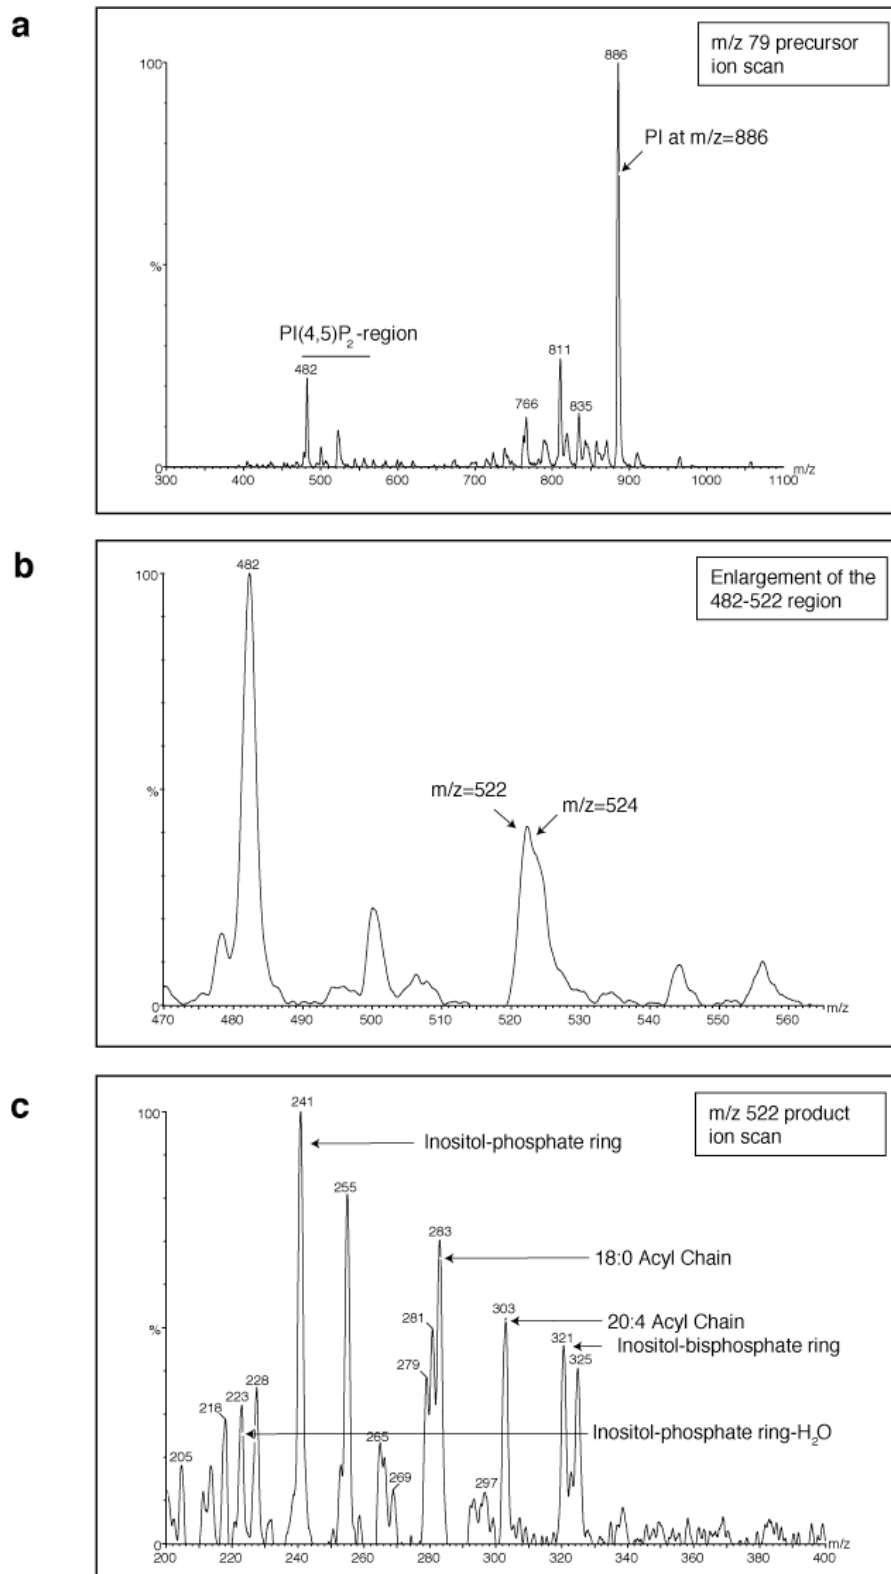 a
m/z 79 precursor
ion scan
100
886
PI at m/z=886
%
PI(4,5)P2-region
482
811
766
835
0
300 400 500 600 700 800 900 1000 1100 m/z
b
Enlargement of the
482-522 region
100
482
%
m/z=522
m/z=524
0
470 480 490 500 510 520 530 540 550 560 m/z
c
m/z 522 product
ion scan
100
241
Inositol-phosphate ring
255
283
18:0 Acyl Chain
%
281
303
20:4 Acyl Chain
321
Inositol-bisphosphate ring
325
279
228
223
218
Inositol-phosphate ring-H2O
265
205
269
297
0
200 220 240 260 280 300 320 340 360 380 400 m/z